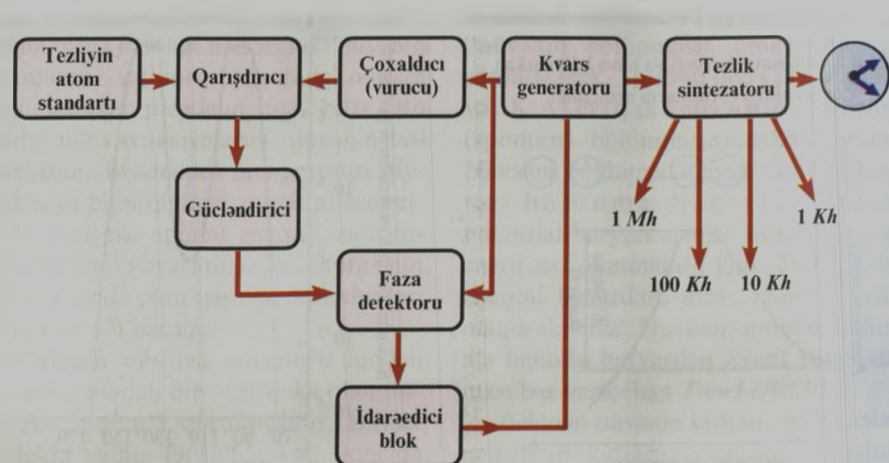 Tezliyin
atom
standartı
Qarışdırıcı
Çoxaldıcı
(vurucu)
Kvars
generatoru
Tezlik
sintezatoru
Gücləndirici
1 Mh
1 Kh
100 Kh
10 Kh
Faza
detektoru
İdarəedici
blok